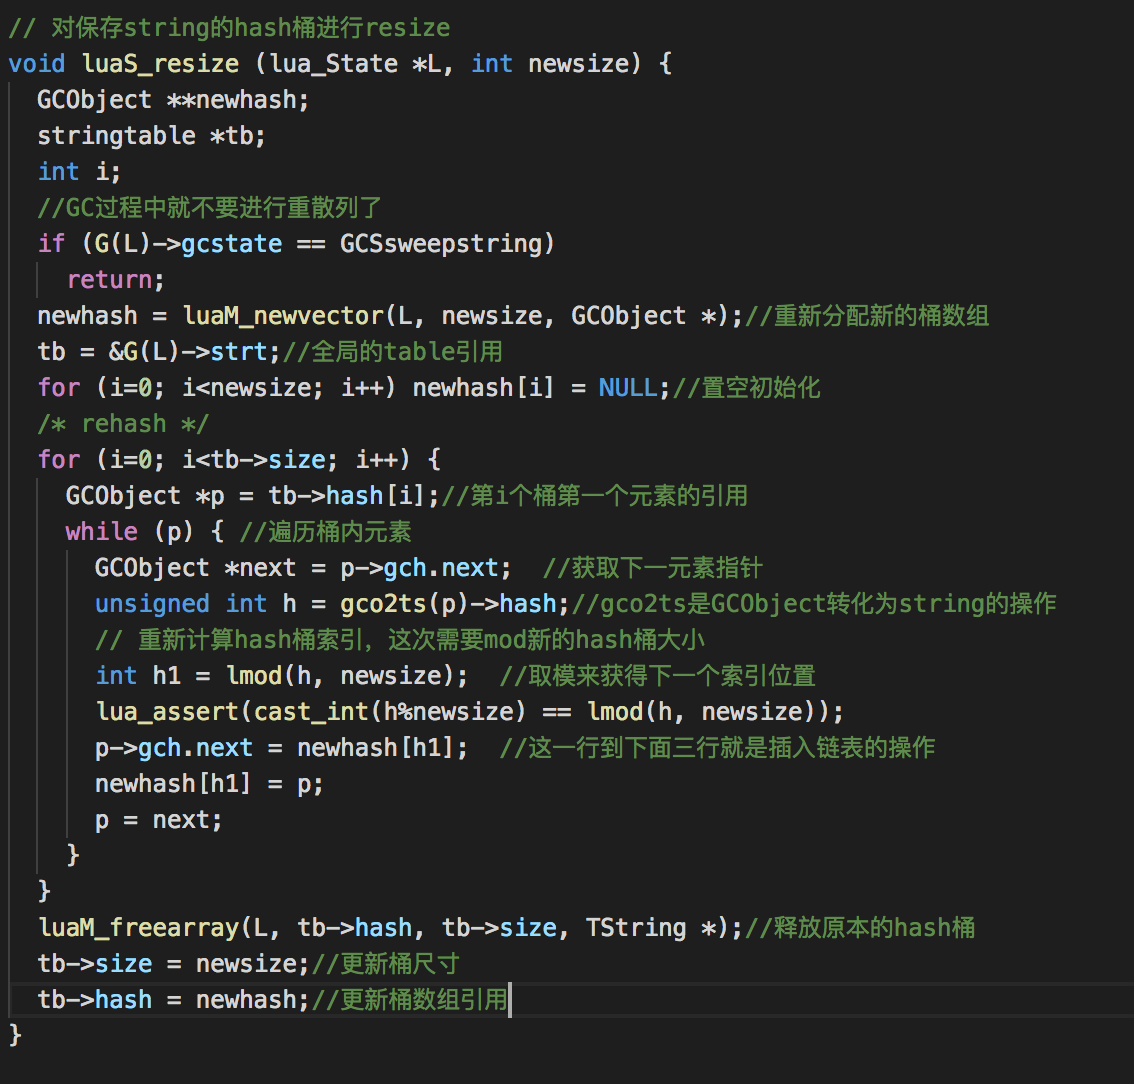 // 对保存string的hash桶进行resize
void luaS_resize (lua_State *L, int newsize) {
  GCObject **newhash;
  stringtable *tb;
  int i;
  //GC过程中就不要进行重散列了
  if (G(L)->gcstate == GCSsweepstring)
    return;
  newhash = luaM_newvector(L, newsize, GCObject *);//重新分配新的桶数组
  tb = &G(L)->strt;//全局的table引用
  for (i=0; i<newsize; i++) newhash[i] = NULL;//置空初始化
  /* rehash */
  for (i=0; i<tb->size; i++) {
    GCObject *p = tb->hash[i];//第i个桶第一个元素的引用
    while (p) { //遍历桶内元素
      GCObject *next = p->gch.next;  //获取下一元素指针
      unsigned int h = gco2ts(p)->hash;//gco2ts是GCObject转化为string的操作
      // 重新计算hash桶索引，这次需要mod新的hash桶大小
      int h1 = lmod(h, newsize);  //取模来获得下一个索引位置
      lua_assert(cast_int(h%newsize) == lmod(h, newsize));
      p->gch.next = newhash[h1];  //这一行到下面三行就是插入链表的操作
      newhash[h1] = p;
      p = next;
    }
  }
  luaM_freearray(L, tb->hash, tb->size, TString *);//释放原本的hash桶
  tb->size = newsize;//更新桶尺寸
  tb->hash = newhash;//更新桶数组引用
}